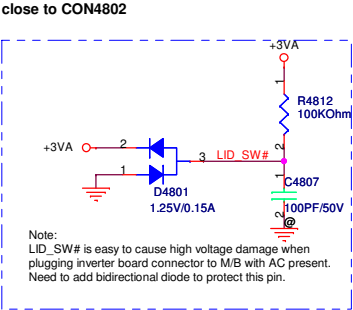 close to CON4802
+3VA
1
R4812
100KOhm
2
+3VA
2
3
LID_SW#
1
1
D4801
1.25V/0.15A
C4807
100PF/50V
2
@
Note:
LID_SW# is easy to cause high voltage damage when
plugging inverter board connector to M/B with AC present.
Need to add bidirectional diode to protect this pin.